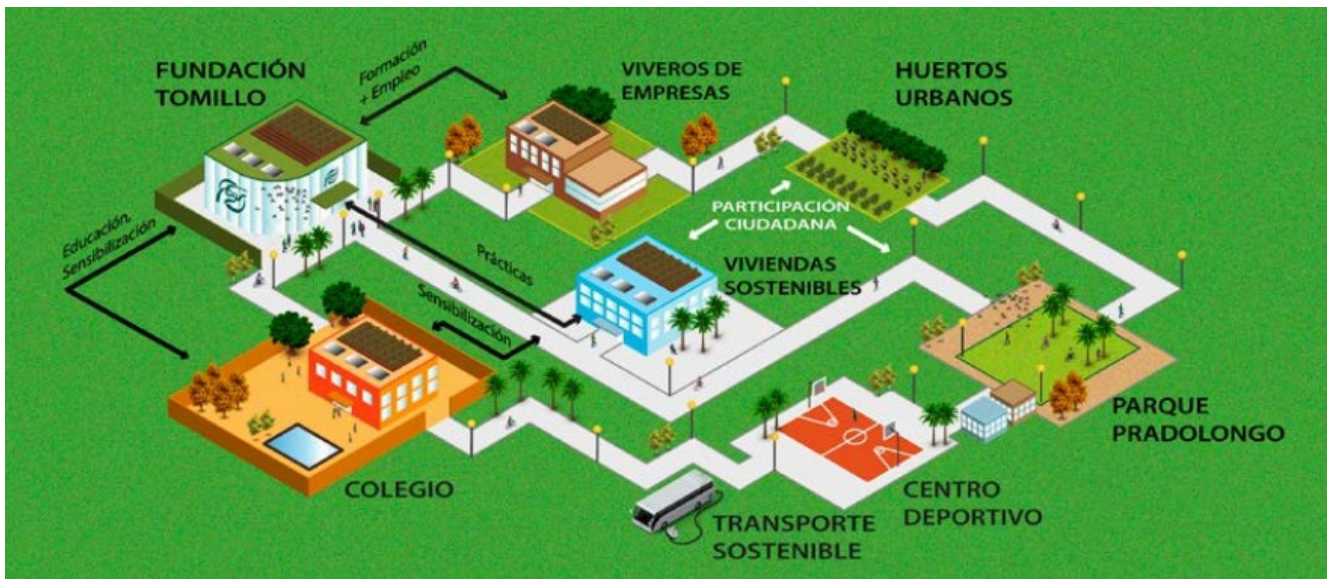 FUNDACIÓN
TOMILLO
Formación
+ Empleo
VIVEROS DE
EMPRESAS
HUERTOS
URBANOS
Educación,
Sensibilización
PARTICIPACIÓN
CIUDADANA
Prácticas
VIVIENDAS
SOSTENIBLES
Sensibilización
PARQUE
PRADOLONGO
COLEGIO
CENTRO
DEPORTIVO
TRANSPORTE
SOSTENIBLE